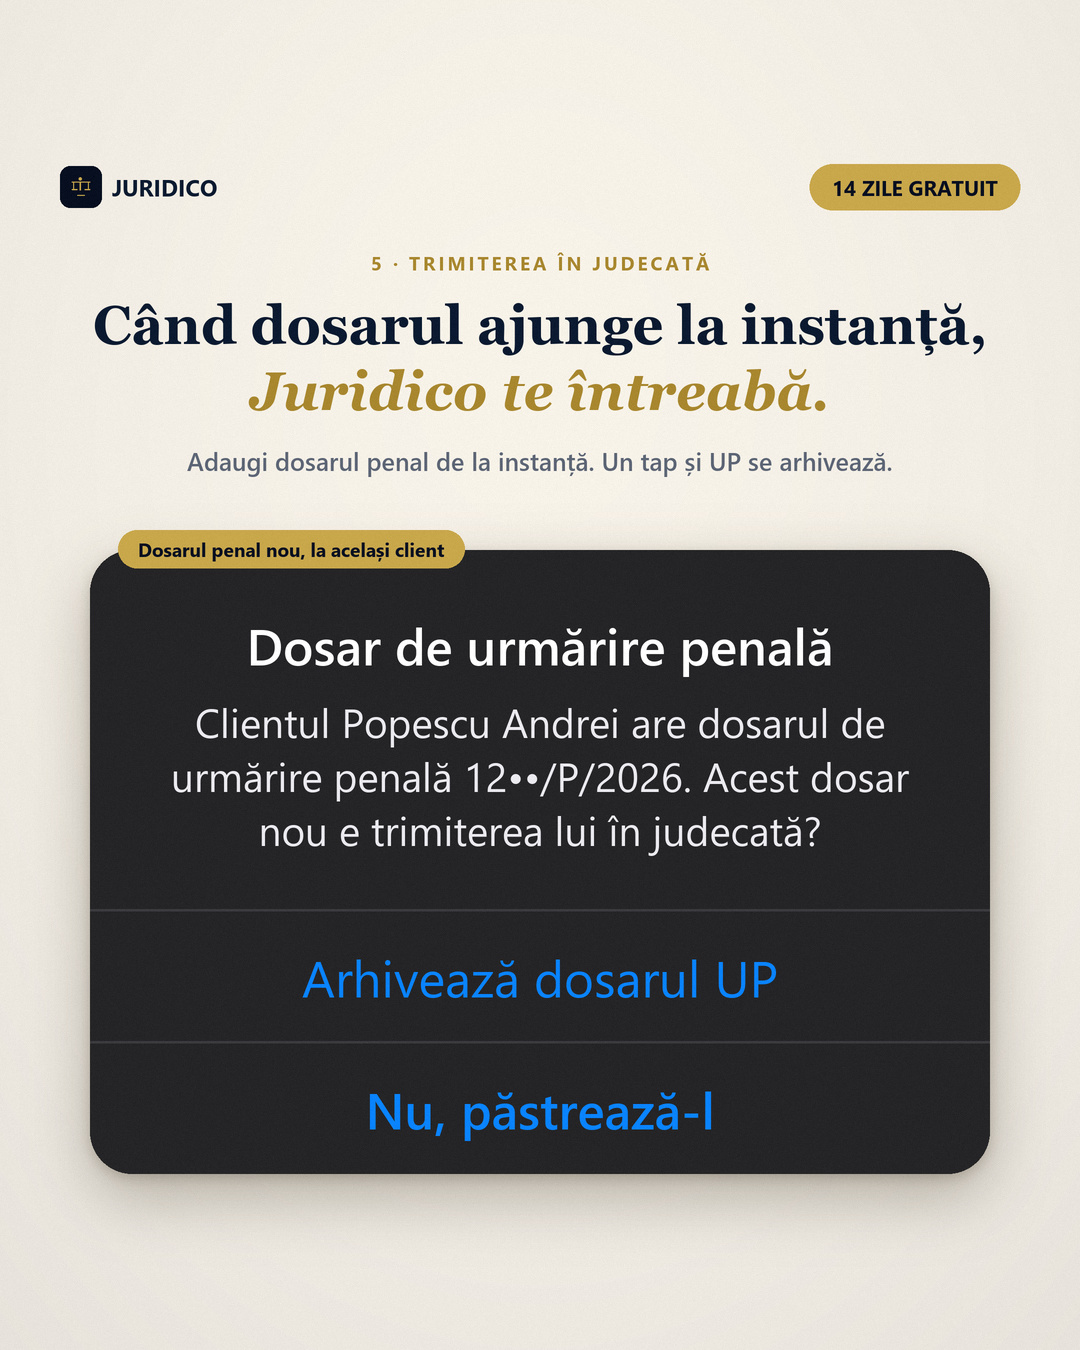 JURIDICO
14 ZILE GRATUIT
5 · TRIMITEREA ÎN JUDECATĂ
Când dosarul ajunge la instanță,
Juridico te întreabă.
Adaugi dosarul penal de la instanță. Un tap și UP se arhivează.
Dosarul penal nou, la același client
Dosar de urmărire penală
Clientul Popescu Andrei are dosarul de
urmărire penală 12••/P/2026. Acest dosar
nou e trimiterea lui în judecată?
Arhivează dosarul UP
Nu, păstrează-l